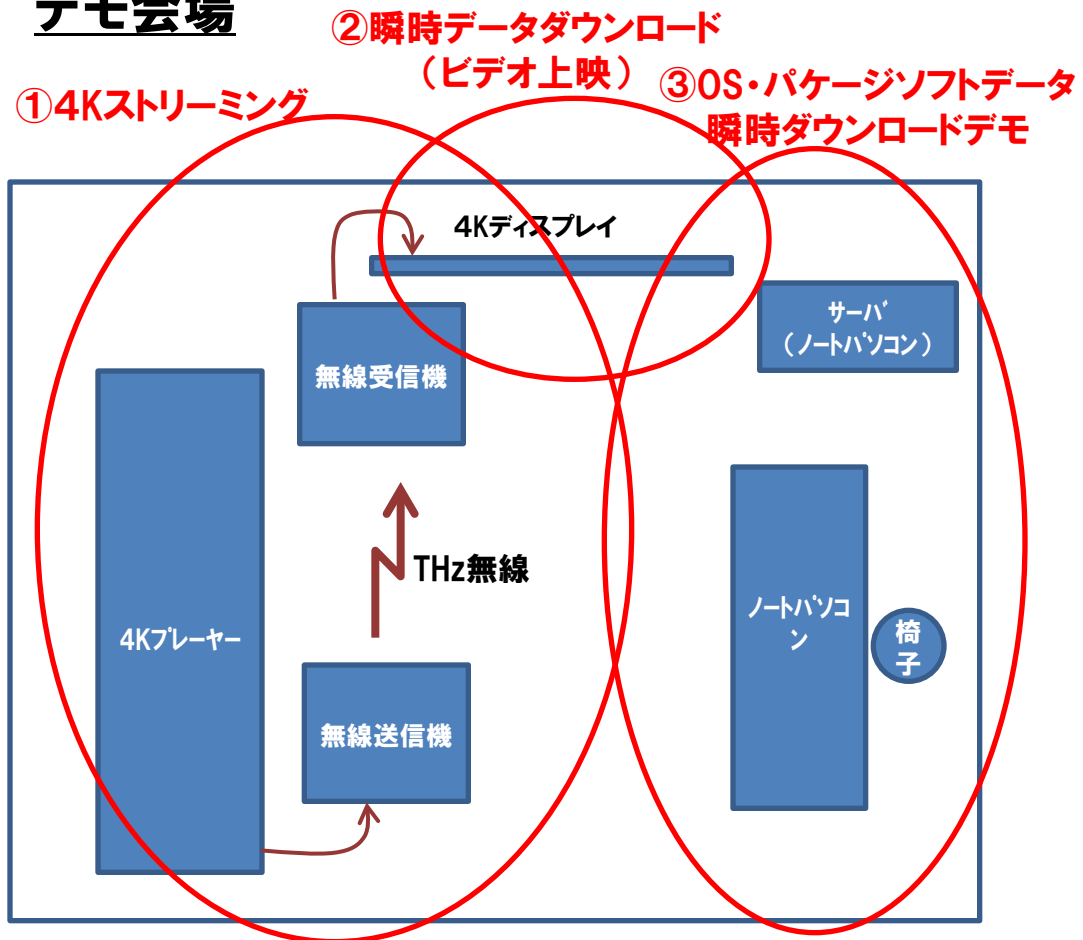 デモ会場
②瞬時データダウンロード
（ビデオ上映）
①4Kストリーミング
③OS・パケージソフトデータ
瞬時ダウンロードデモ
4Kディスプレイ
サーバ
（ノートパソコン）
無線受信機
THz無線
4Kプレーヤー
ノートパソコ
ン
椅
子
無線送信機